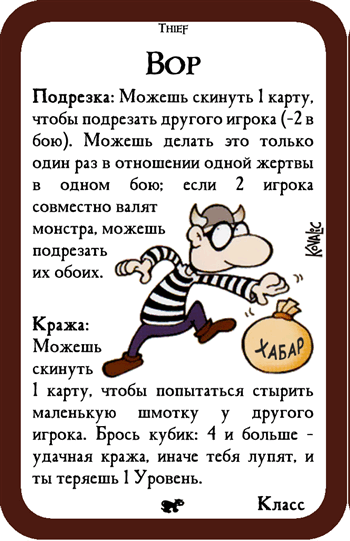 Thief
Вор
Подрезка: Можешь скинуть 1 карту,
чтобы подрезать другого игрока (-2 в
бою). Можешь делать это только
один раз в отношении одной жертвы
в одном бою; если 2 игрока
совместно валят
монстра, можешь
подрезать
их обоих.
Kovalic
Кража:
Можешь
скинуть
ХАБАР
1 карту, чтобы попытаться стырить
маленькую шмотку у другого
игрока. Брось кубик: 4 и больше -
удачная кража, иначе тебя лупят, и
ты теряешь 1 Уровень.
Класс